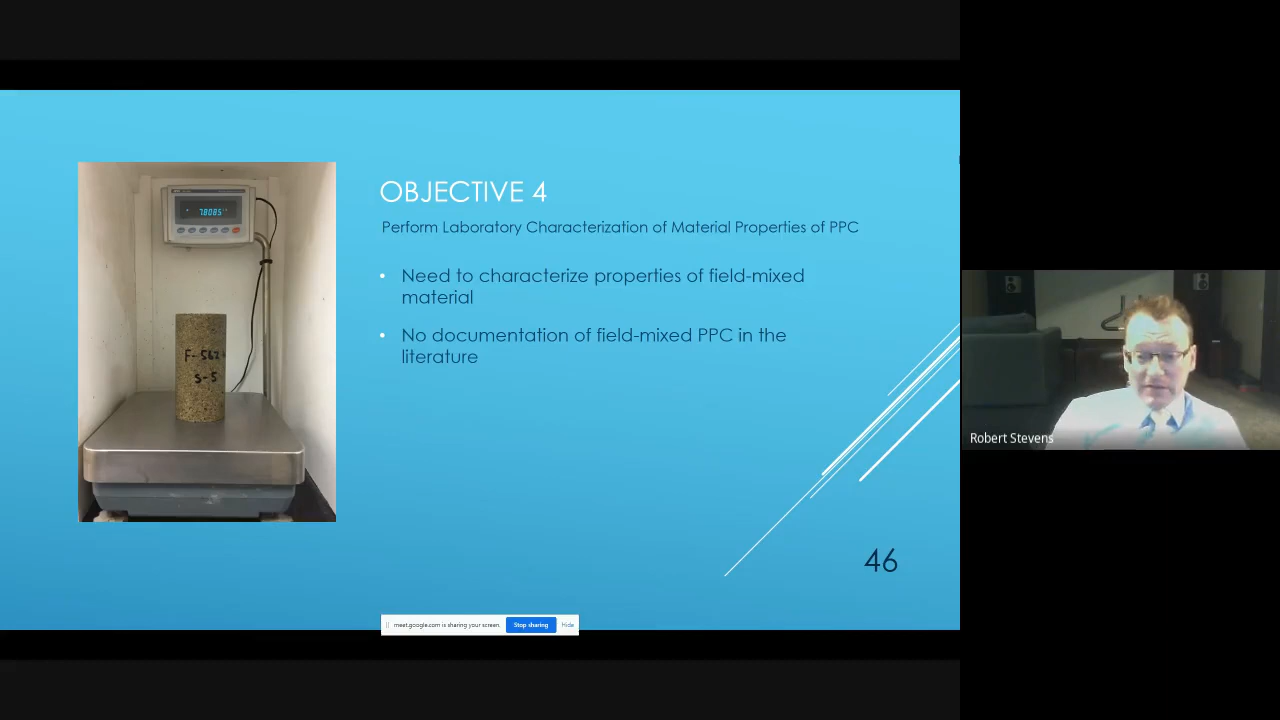 OBJECTIVE 4
Perform Laboratory Characterization of Material Properties of PPC
• Need to characterize properties of field-mixed
material
• No documentation of field-mixed PPC in the
literature
7.8085
F-562
S-5
46
Robert Stevens
meet.google.com is sharing your screen.
Stop sharing
Hide